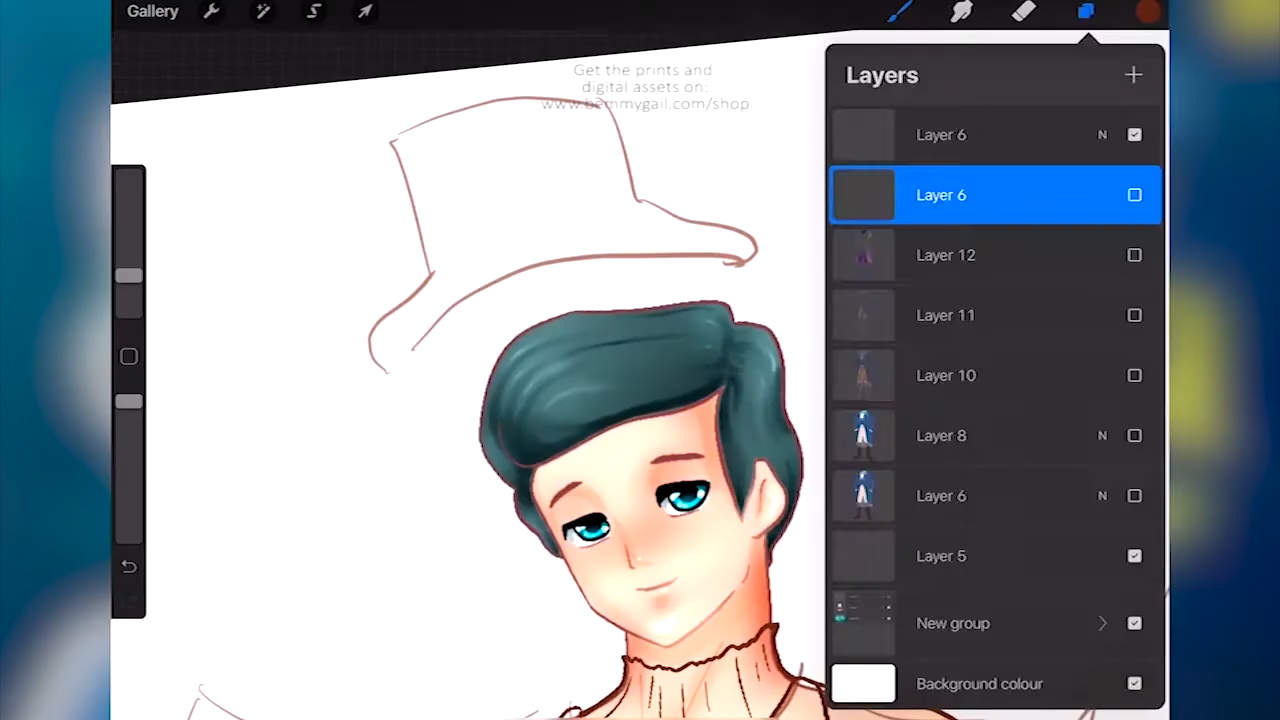 Gallery
Get the prints and
digital assets on:
www.bemmygail.com/shop
Layers
Layer 6 N
Layer 6
Layer 12
Layer 11
Layer 10
Layer 8 N
Layer 6 N
Layer 5
New group
Background colour